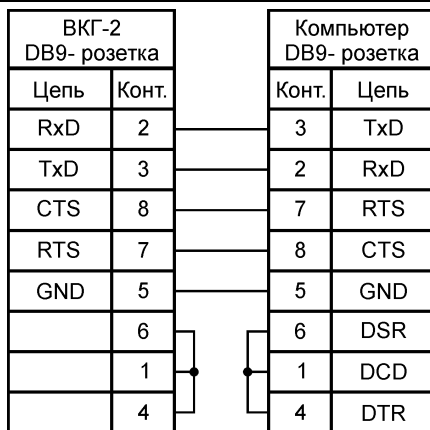 ВКГ-2 Компьютер
DB9- розетка DB9- розетка
Цепь Конт. Конт. Цепь
RxD 2 3 TxD
TxD 3 2 RxD
CTS 8 7 RTS
RTS 7 8 CTS
GND 5 5 GND
6 6 DSR
1 1 DCD
4 4 DTR